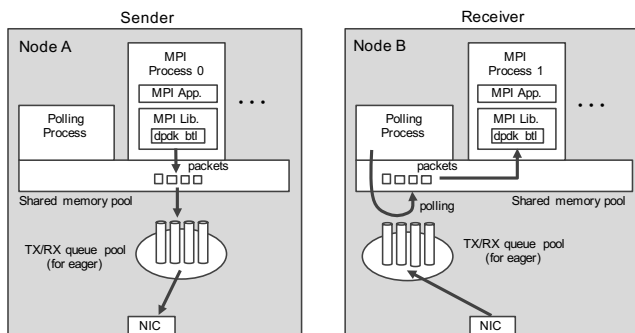 Sender
Node A
MPI
Process 0
MPI App.
MPI Lib.
dpdk btl
Polling
Process
...
packets
Shared memory pool
TX/RX queue pool
(for eager)
NIC
Receiver
Node B
MPI
Process 1
MPI App.
MPI Lib.
dpdk btl
Polling
Process
...
packets
polling
Shared memory pool
TX/RX queue pool
(for eager)
NIC